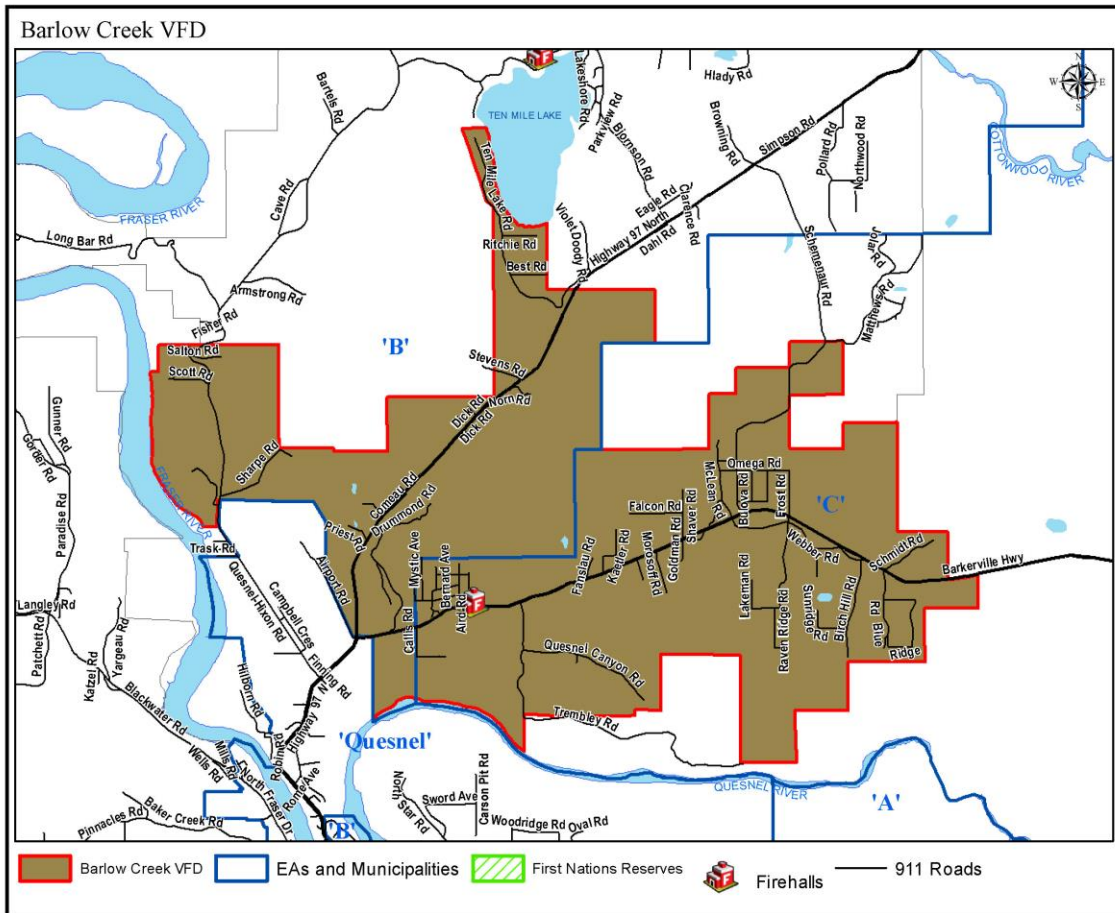 Barlow Creek VFD
Bartels Rd
Lakeshore Rd
Hlady Rd
TEN MILE LAKE
Parkview Rd
Bjornson Rd
Browning Rd
Simpson Rd
Pollard Rd
Northwood Rd
COTTONWOOD RIVER
W
E
FRASER RIVER
Cave Rd
Ten Mile Lake Rd
Eagle Rd
Clarence Rd
Long Bar Rd
Violet Doody Rd
Highway 97 North
Dahl Rd
Ritchie Rd
Best Rd
Schemenaur Rd
Jolar Rd
Matthews Rd
Armstrong Rd
Fisher Rd
Salton Rd
Scott Rd
'B'
Stevens Rd
Norn Rd
Dick Rd
Dick Rd
Gunner Rd
Gorder Rd
Paradise Rd
Sharpe Rd
Comeau Rd
Drummond Rd
McLean Rd
Omega Rd
Bulova Rd
Frost Rd
'C'
FRASER RIVER
Falcon Rd
Shaver Rd
Goldman Rd
Priest Rd
Trask Rd
Airport Rd
Mystic Ave
Bernard Ave
Fanslau Rd
Kaefler Rd
Morosoff Rd
Webber Rd
Schmidt Rd
Barkerville Hwy
Quesnel-Hixon Rd
Campbell Cres
Langley Rd
Patchett Rd
Yargeau Rd
Katzel Rd
Callis Rd
Ahrd Rd
Lakeman Rd
Raven Ridge Rd
Sunridge Rd
Birch Hill Rd
Rd Blue
Ridge
Finning Rd
Hilborn Rd
Quesnel Canyon Rd
Blackwater Rd
Highway 97 N
Trembley Rd
'Quesnel'
Robin Rd
Wells Rd
Mills Rd
North Fraser Dr
Rome Ave
QUESNEL RIVER
'A'
North Star Rd
Sword Ave
Carson Pit Rd
Woodridge Rd
Oval Rd
Pinnacles Rd
Baker Creek Rd
'B'
Barlow Creek VFD
EAs and Municipalities
First Nations Reserves
F
Firehalls
911 Roads